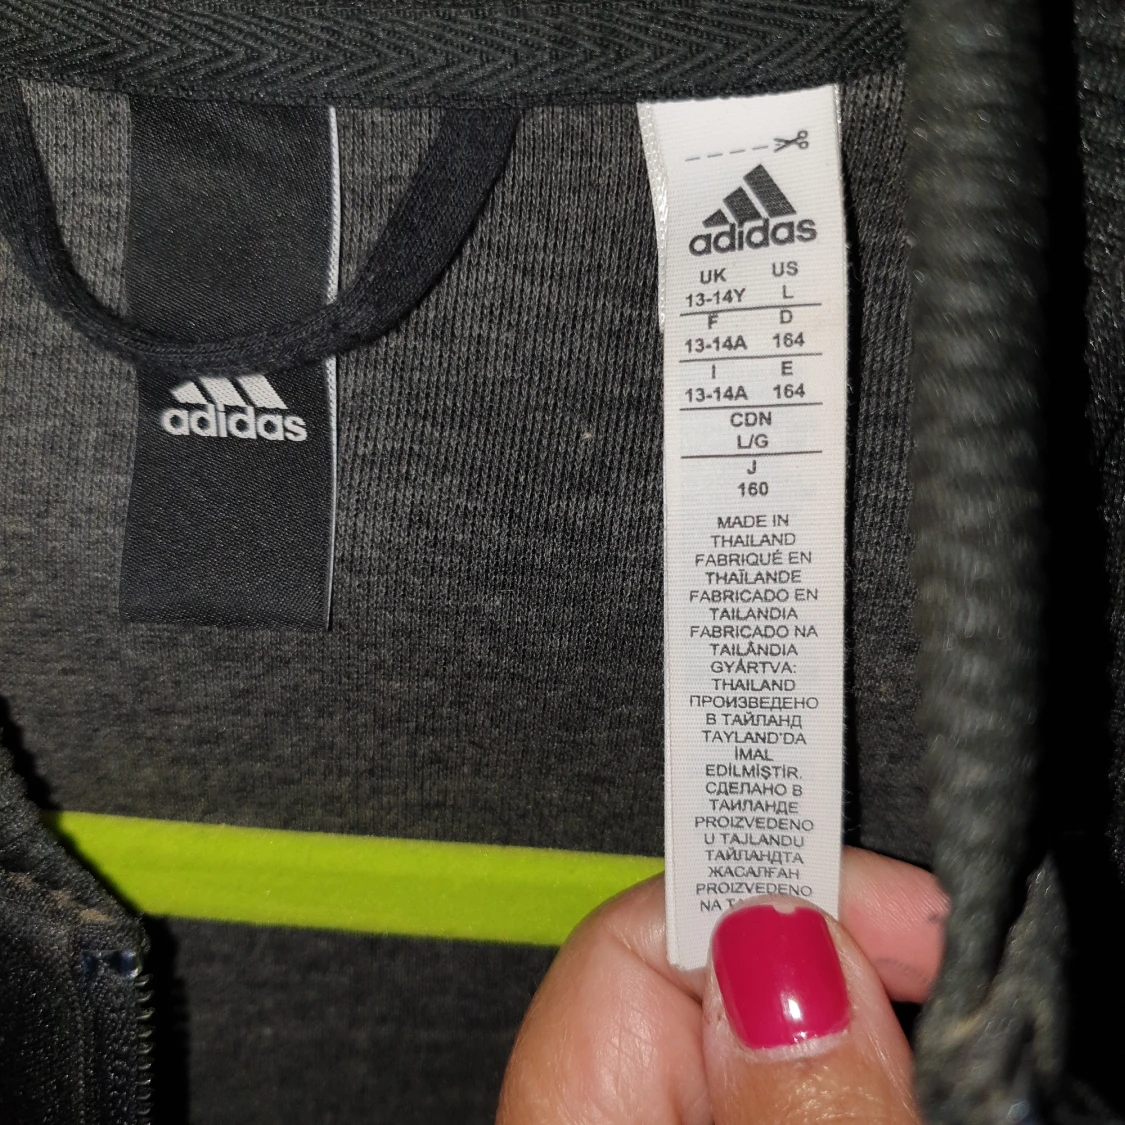 adidas
adidas
UK US
13-14Y L
F D
13-14A 164
I E
13-14A 164
CDN
L/G
J
160
MADE IN
THAILAND
FABRIQUÉ EN
THAÏLANDE
FABRICADO EN
TAILANDIA
FABRICADO NA
TAILÂNDIA
GYÁRTVA:
THAILAND
ПРОИЗВЕДЕНО
В ТАЙЛАНД
TAYLAND'DA
İMAL
EDİLMİŞTİR.
СДЕЛАНО В
ТАИЛАНДЕ
PROIZVEDENO
U TAJLANDU
ТАЙЛАНДТА
ЖАСАЛҒАН
PROIZVEDENO
NA